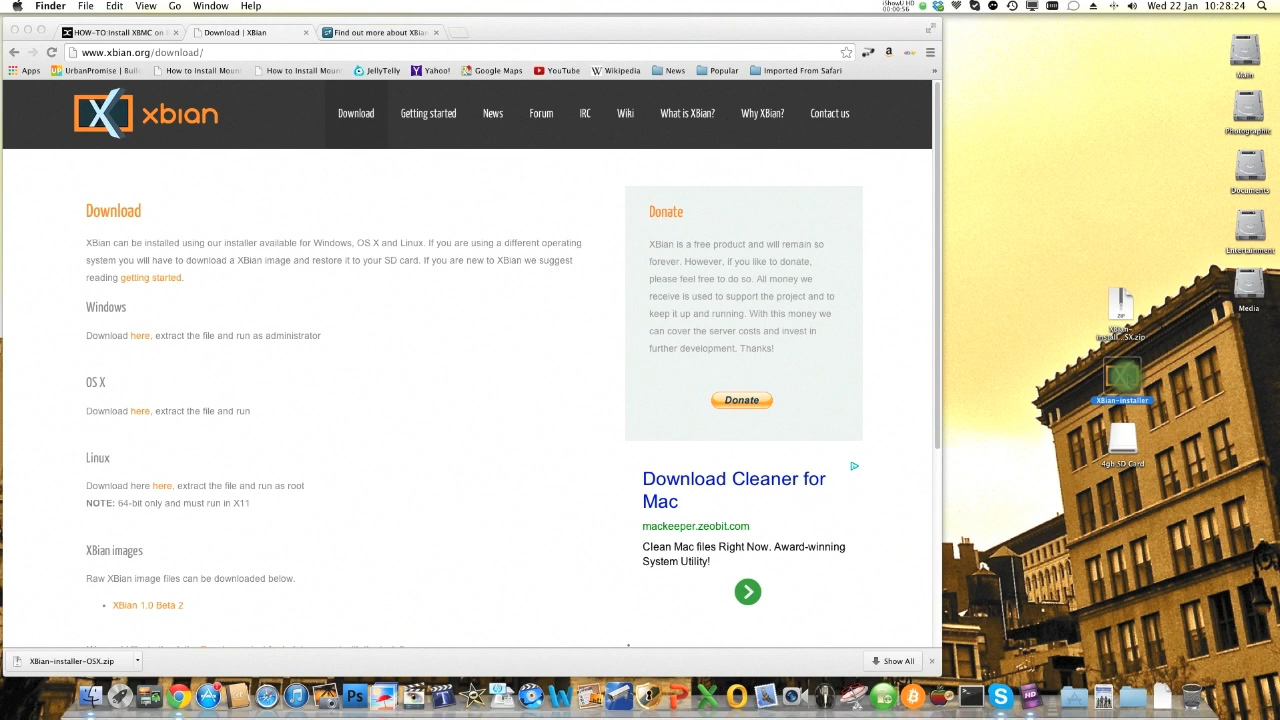 Finder File Edit View Go Window Help
iShowU HD
00:00:56
Wed 22 Jan 10:28:24
HOW-TO:Install XBMC on
Download | XBian
Find out more about XBian
www.xbian.org/download/
Apps
UrbanPromise | Buil
How to Install Moun
How to Install Moun
JellyTelly
Yahoo!
Google Maps
YouTube
Wikipedia
News
Popular
Imported From Safari
xbian
Download
Getting started
News
Forum
IRC
Wiki
What is XBian?
Why XBian?
Contact us
Download
XBian can be installed using our installer available for Windows, OS X and Linux. If you are using a different operating
system you will have to download a XBian image and restore it to your SD card. If you are new to XBian we suggest
reading getting started.
Windows
Download here, extract the file and run as administrator
OS X
Download here, extract the file and run
Linux
Download here here, extract the file and run as root
NOTE: 64-bit only and must run in X11
XBian images
Raw XBian image files can be downloaded below.
• XBian 1.0 Beta 2
Donate
XBian is a free product and will remain so
forever. However, if you like to donate,
please feel free to do so. All money we
receive is used to support the project and to
keep it up and running. With this money we
can cover the server costs and invest in
further development. Thanks!
Donate
Download Cleaner for
Mac
mackeeper.zeobit.com
Clean Mac files Right Now. Award-winning
System Utility!
XBian-installer-OSX.zip
Show All
Main
Photographic
Documents
Entertainment
Media
ZIP
XBian-
install...SX.zip
XBian-installer
4gb SD Card